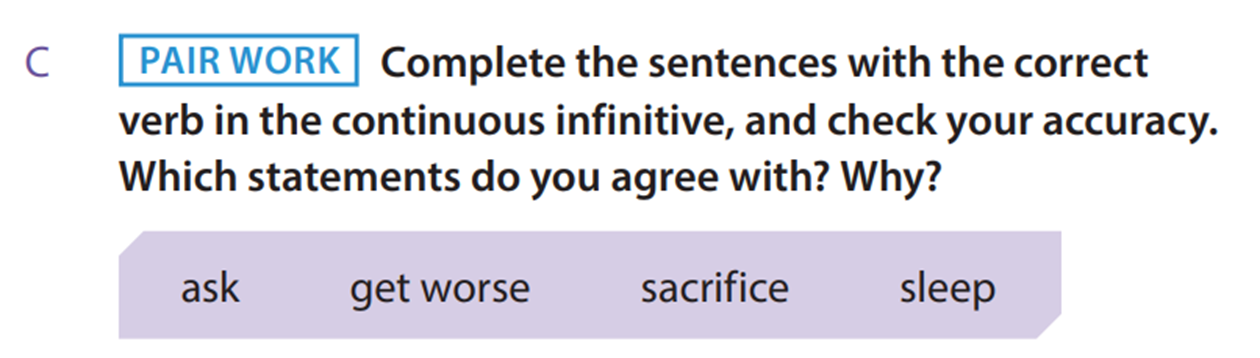 C PAIR WORK Complete the sentences with the correct
verb in the continuous infinitive, and check your accuracy.
Which statements do you agree with? Why?
ask get worse sacrifice sleep